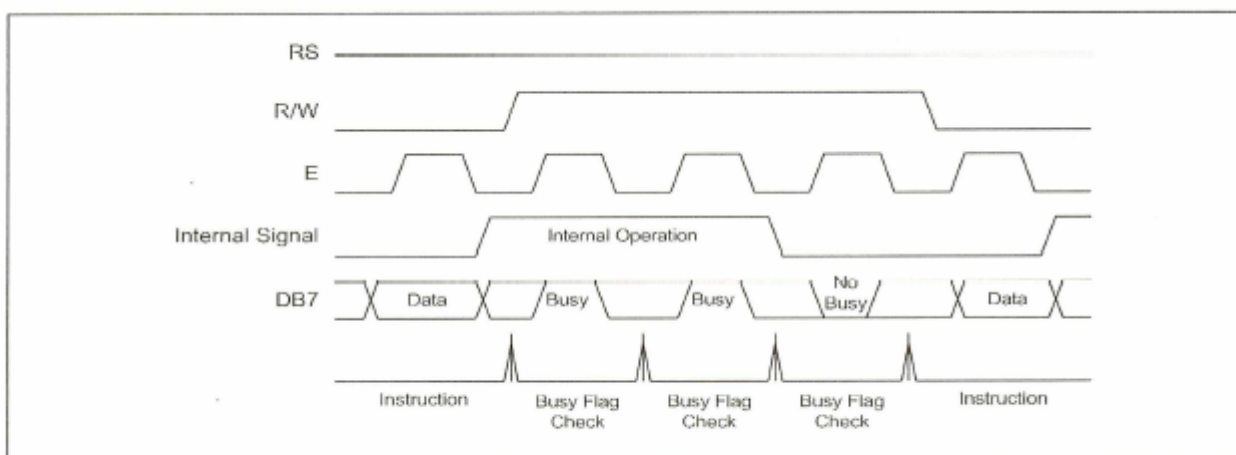 RS
R/W
E
Internal Signal
Internal Operation
DB7
Data
Busy
Busy
No
Busy
Data
Instruction
Busy Flag
Check
Busy Flag
Check
Busy Flag
Check
Instruction